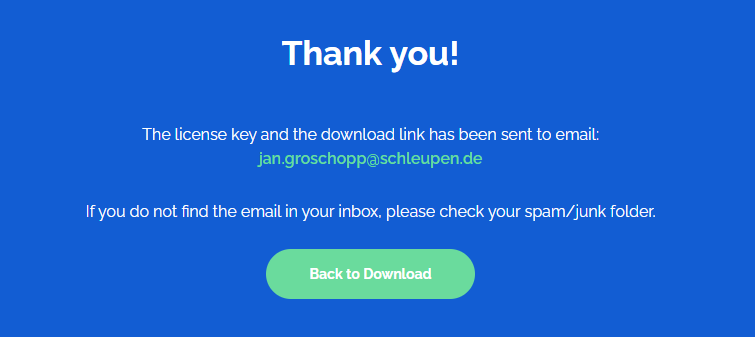 Thank you!
The license key and the download link has been sent to email:
jan.groschopp@schleupen.de
If you do not find the email in your inbox, please check your spam/junk folder.
Back to Download